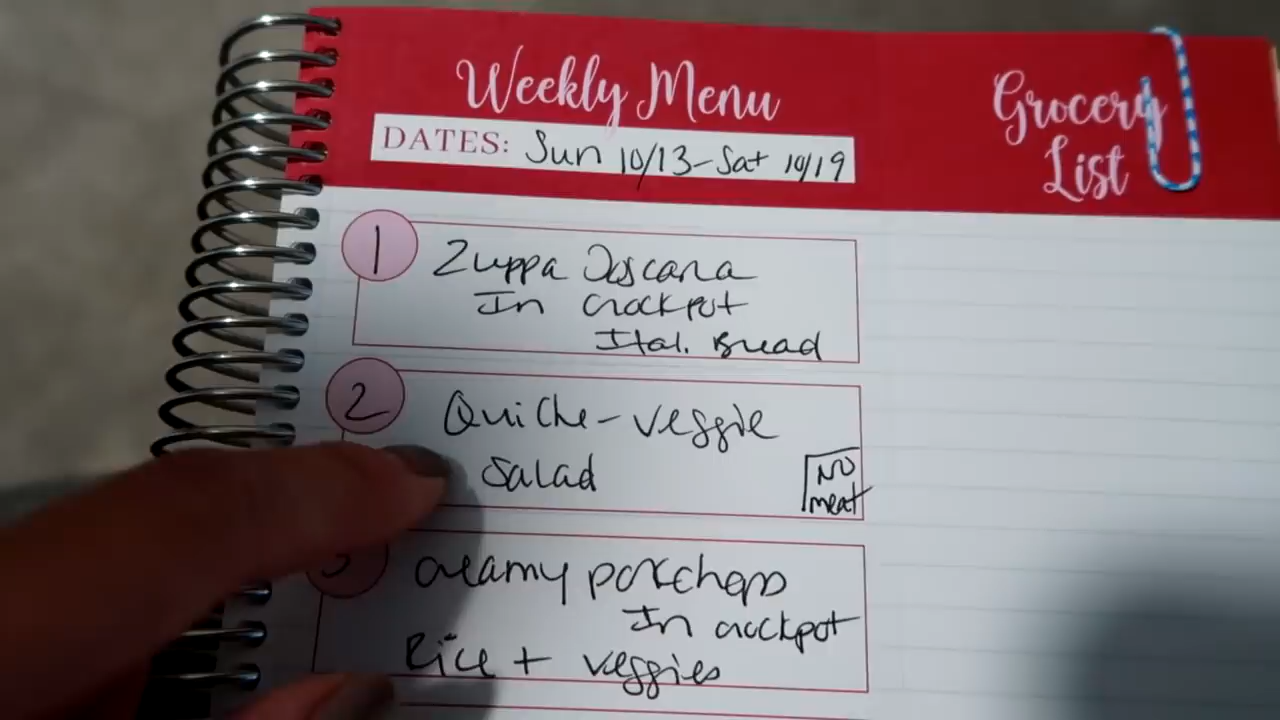 Weekly Menu
DATES: Sun 10/13-Sat 10/19
Grocery
List
1 Zuppa Toscana
In crockpot
Ital. Bread
2 Quiche-veggie
Salad
NO
meat
3 creamy porkchops
In crockpot
Rice + veggies